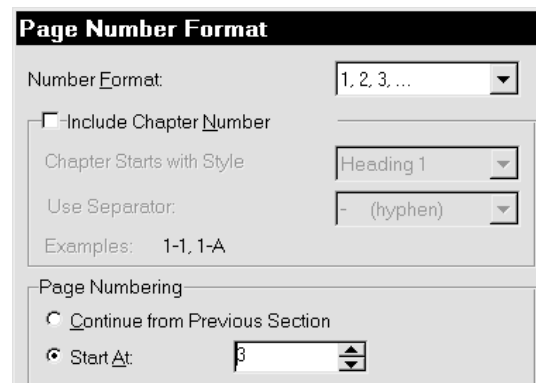 Page Number Format
Number Format: 1, 2, 3, ...
Include Chapter Number
Chapter Starts with Style Heading 1
Use Separator: - (hyphen)
Examples: 1-1, 1-A
Page Numbering
Continue from Previous Section
Start At: 3